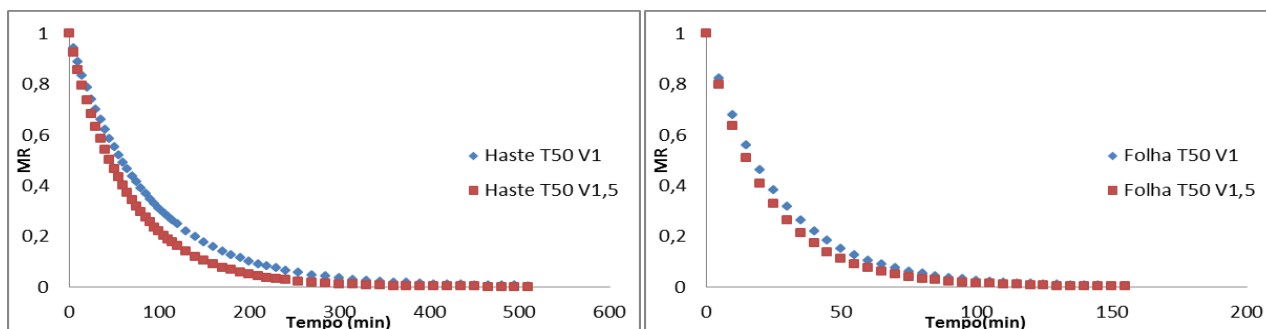 1
0,8
0,6
0,4
0,2
0
MR
0 100 200 300 400 500 600
Tempo (min)
Haste T50 V1
Haste T50 V1,5
1
0,8
0,6
0,4
0,2
0
MR
0 50 100 150 200
Tempo(min)
Folha T50 V1
Folha T50 V1,5